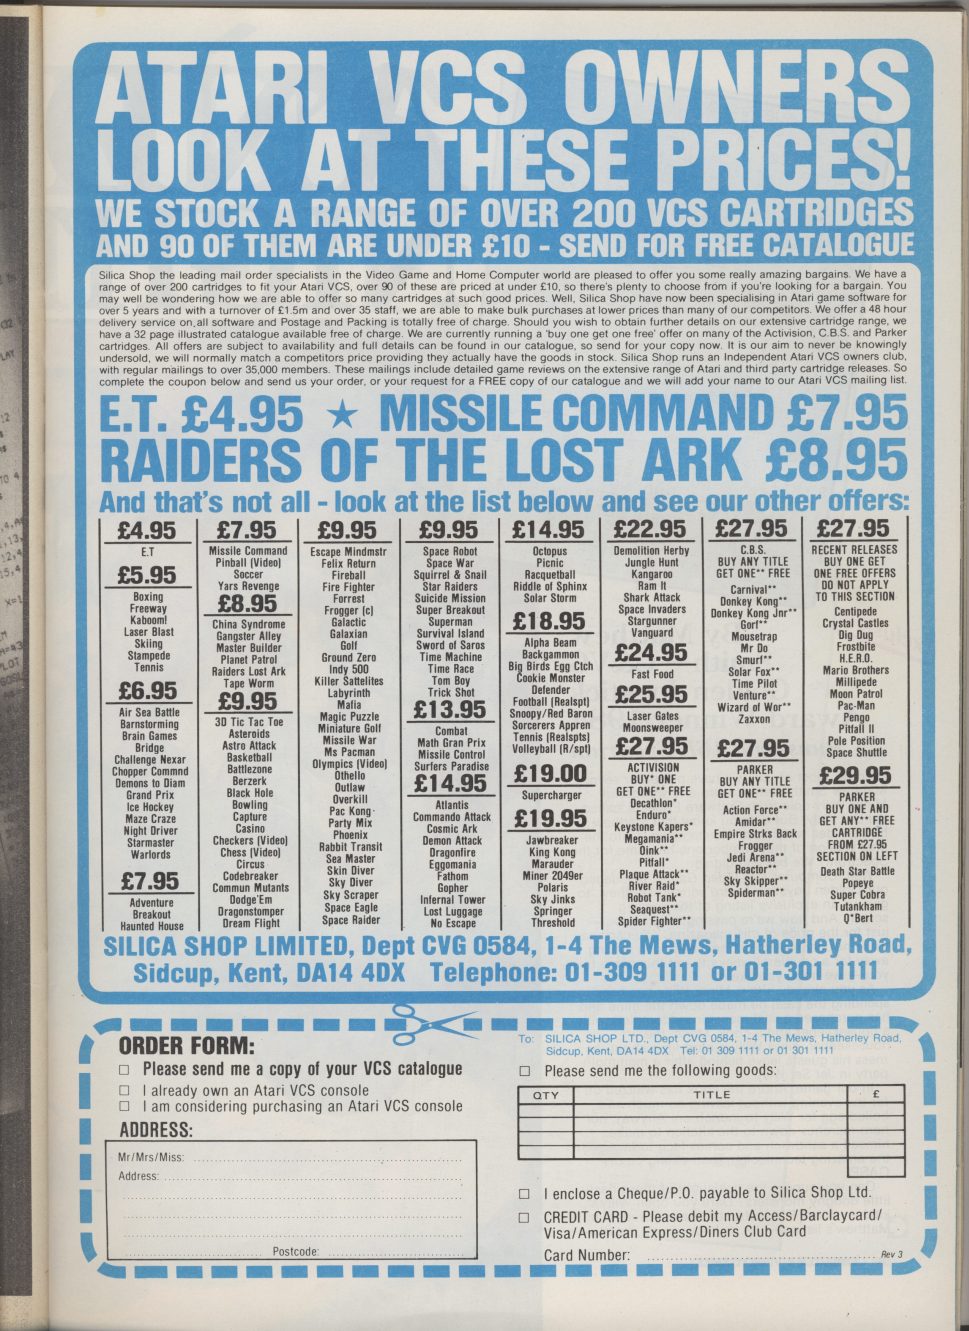 ATARI VCS OWNERS
LOOK AT THESE PRICES!
WE STOCK A RANGE OF OVER 200 VCS CARTRIDGES
AND 90 OF THEM ARE UNDER £10 - SEND FOR FREE CATALOGUE
Silica Shop the leading mail order specialists in the Video Game and Home Computer world are pleased to offer you some really amazing bargains. We have a
range of over 200 cartridges to fit your Atari VCS, over 90 of these are priced at under £10, so there's plenty to choose from if you're looking for a bargain. You
may well be wondering how we are able to offer so many cartridges at such good prices. Well, Silica Shop have now been specialising in Atari game software for
over 5 years and with a turnover of £1.5m and over 35 staff, we are able to make bulk purchases at lower prices than many of our competitors. We offer a 48 hour
delivery service on all software and Postage and Packing is totally free of charge. Should you wish to obtain further details on our extensive cartridge range, we
have a 32 page illustrated catalogue available free of charge. We are currently running a 'buy one get one free' offer on many of the Activision, C.B.S. and Parker
cartridges. All offers are subject to availability and full details can be found in our catalogue, so send for your copy now. It is our aim to never be knowingly
undersold, we will normally match a competitors price providing they actually have the goods in stock. Silica Shop runs an Independent Atari VCS owners club,
with regular mailings to over 35,000 members. These mailings include detailed game reviews on the extensive range of Atari and third party cartridge releases. So
complete the coupon below and send us your order, or your request for a FREE copy of our catalogue and we will add your name to our Atari VCS mailing list.
E.T. £4.95 ★ MISSILE COMMAND £7.95
RAIDERS OF THE LOST ARK £8.95
And that's not all - look at the list below and see our other offers:
£4.95
E.T
£5.95
Boxing
Freeway
Kaboom!
Laser Blast
Skiing
Stampede
Tennis
£6.95
Air Sea Battle
Barnstorming
Brain Games
Bridge
Challenge Nexar
Chopper Commnd
Demons to Diam
Grand Prix
Ice Hockey
Maze Craze
Night Driver
Starmaster
Warlords
£7.95
Adventure
Breakout
Haunted House
£7.95
Missile Command
Pinball (Video)
Soccer
Yars Revenge
£8.95
China Syndrome
Gangster Alley
Master Builder
Planet Patrol
Raiders Lost Ark
Tape Worm
£9.95
3D Tic Tac Toe
Asteroids
Astro Attack
Basketball
Battlezone
Berzerk
Black Hole
Bowling
Capture
Casino
Checkers (Video)
Chess (Video)
Circus
Codebreaker
Commun Mutants
Dodge'Em
Dragonstomper
Dream Flight
£9.95
Escape Mindmstr
Felix Return
Fireball
Fire Fighter
Forrest
Frogger (c)
Galactic
Galaxian
Golf
Ground Zero
Indy 500
Killer Sattelites
Labyrinth
Mafia
Magic Puzzle
Miniature Golf
Missile War
Ms Pacman
Olympics (Video)
Othello
Outlaw
Overkill
Pac Kong
Party Mix
Phoenix
Rabbit Transit
Sea Master
Skin Diver
Sky Diver
Sky Scraper
Space Eagle
Space Raider
£9.95
Space Robot
Space War
Squirrel & Snail
Star Raiders
Suicide Mission
Super Breakout
Superman
Survival Island
Sword of Saros
Time Machine
Time Race
Tom Boy
Trick Shot
£13.95
Combat
Math Gran Prix
Missile Control
Surfers Paradise
£14.95
Atlantis
Commando Attack
Cosmic Ark
Demon Attack
Dragonfire
Eggomania
Fathom
Gopher
Infernal Tower
Lost Luggage
No Escape
£14.95
Octopus
Picnic
Racquetball
Riddle of Sphinx
Solar Storm
£18.95
Alpha Beam
Backgammon
Big Birds Egg Ctch
Cookie Monster
Defender
Football (Realspt)
Snoopy/Red Baron
Sorcerers Appren
Tennis (Realspts)
Volleyball (R/spt)
£19.00
Supercharger
£19.95
Jawbreaker
King Kong
Marauder
Miner 2049er
Polaris
Sky Jinks
Springer
Threshold
£22.95
Demolition Herby
Jungle Hunt
Kangaroo
Ram It
Shark Attack
Space Invaders
Stargunner
Vanguard
£24.95
Fast Food
£25.95
Laser Gates
Moonsweeper
£27.95
ACTIVISION
BUY* ONE
GET ONE** FREE
Decathlon*
Enduro*
Keystone Kapers*
Megamania**
Oink**
Pitfall*
Plaque Attack**
River Raid*
Robot Tank*
Seaquest**
Spider Fighter**
£27.95
C.B.S.
BUY ANY TITLE
GET ONE** FREE
Carnival**
Donkey Kong**
Donkey Kong Jnr**
Gorf**
Mousetrap
Mr Do
Smurf**
Solar Fox**
Time Pilot
Venture**
Wizard of Wor**
Zaxxon
£27.95
PARKER
BUY ANY TITLE
GET ONE** FREE
Action Force**
Amidar**
Empire Strks Back
Frogger
Jedi Arena**
Reactor**
Sky Skipper**
Spiderman**
£27.95
RECENT RELEASES
BUY ONE GET
ONE FREE OFFERS
DO NOT APPLY
TO THIS SECTION
Centipede
Crystal Castles
Dig Dug
Frostbite
H.E.R.O.
Mario Brothers
Millipede
Moon Patrol
Pac-Man
Pengo
Pitfall II
Pole Position
Space Shuttle
£29.95
PARKER
BUY ONE AND
GET ANY** FREE
CARTRIDGE
FROM £27.95
SECTION ON LEFT
Death Star Battle
Popeye
Super Cobra
Tutankham
Q*Bert
SILICA SHOP LIMITED, Dept CVG 0584, 1-4 The Mews, Hatherley Road,
Sidcup, Kent, DA14 4DX Telephone: 01-309 1111 or 01-301 1111
ORDER FORM:
□ Please send me a copy of your VCS catalogue
□ I already own an Atari VCS console
□ I am considering purchasing an Atari VCS console
ADDRESS:
Mr/Mrs/Miss:
Address:
Postcode:
To: SILICA SHOP LTD., Dept CVG 0584, 1-4 The Mews, Hatherley Road,
Sidcup, Kent, DA14 4DX Tel: 01 309 1111 or 01 301 1111
□ Please send me the following goods:
QTY TITLE £
□ I enclose a Cheque/P.O. payable to Silica Shop Ltd.
□ CREDIT CARD - Please debit my Access/Barclaycard/
Visa/American Express/Diners Club Card
Card Number: Rev 3